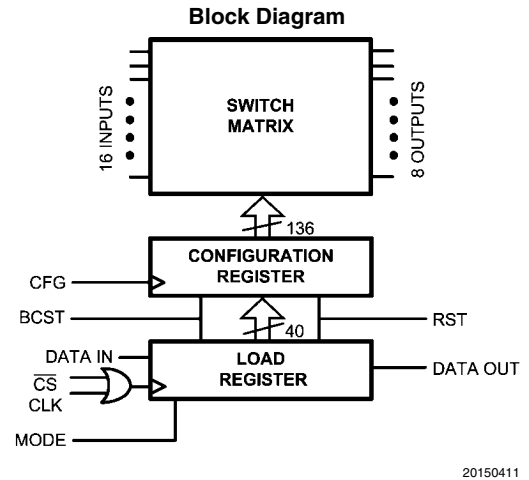 Block Diagram
16 INPUTS
SWITCH
MATRIX
8 OUTPUTS
136
CONFIGURATION
REGISTER
CFG
BCST
RST
40
DATA IN
LOAD
REGISTER
DATA OUT
CS
CLK
MODE
20150411